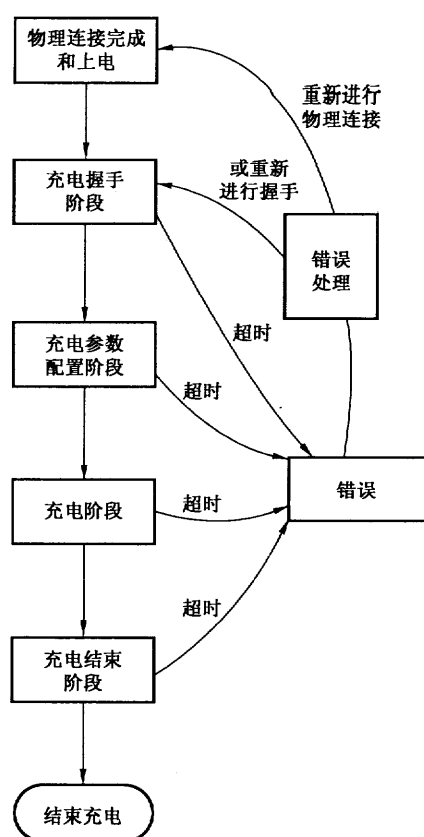 物理连接完成
和上电
重新进行
物理连接
充电握手
阶段
或重新
进行握手
错误
处理
超时
充电参数
配置阶段
超时
充电阶段
超时
错误
超时
充电结束
阶段
结束充电